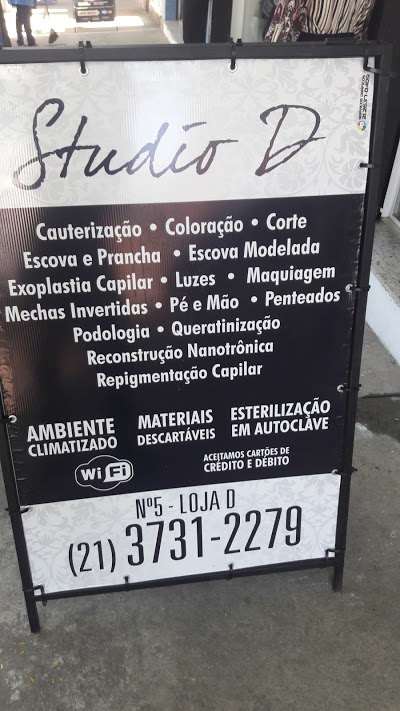 Studio D
Cauterização • Coloração • Corte
Escova e Prancha • Escova Modelada
Exoplastia Capilar • Luzes • Maquiagem
Mechas Invertidas • Pé e Mão • Penteados
Podologia • Queratinização
Reconstrução Nanotrônica
Repigmentação Capilar
AMBIENTE CLIMATIZADO
MATERIAIS DESCARTÁVEIS
ESTERILIZAÇÃO EM AUTOCLAVE
Wi Fi
ACEITAMOS CARTÕES DE
CRÉDITO E DÉBITO
Nº5 - LOJA D
(21) 3731-2279